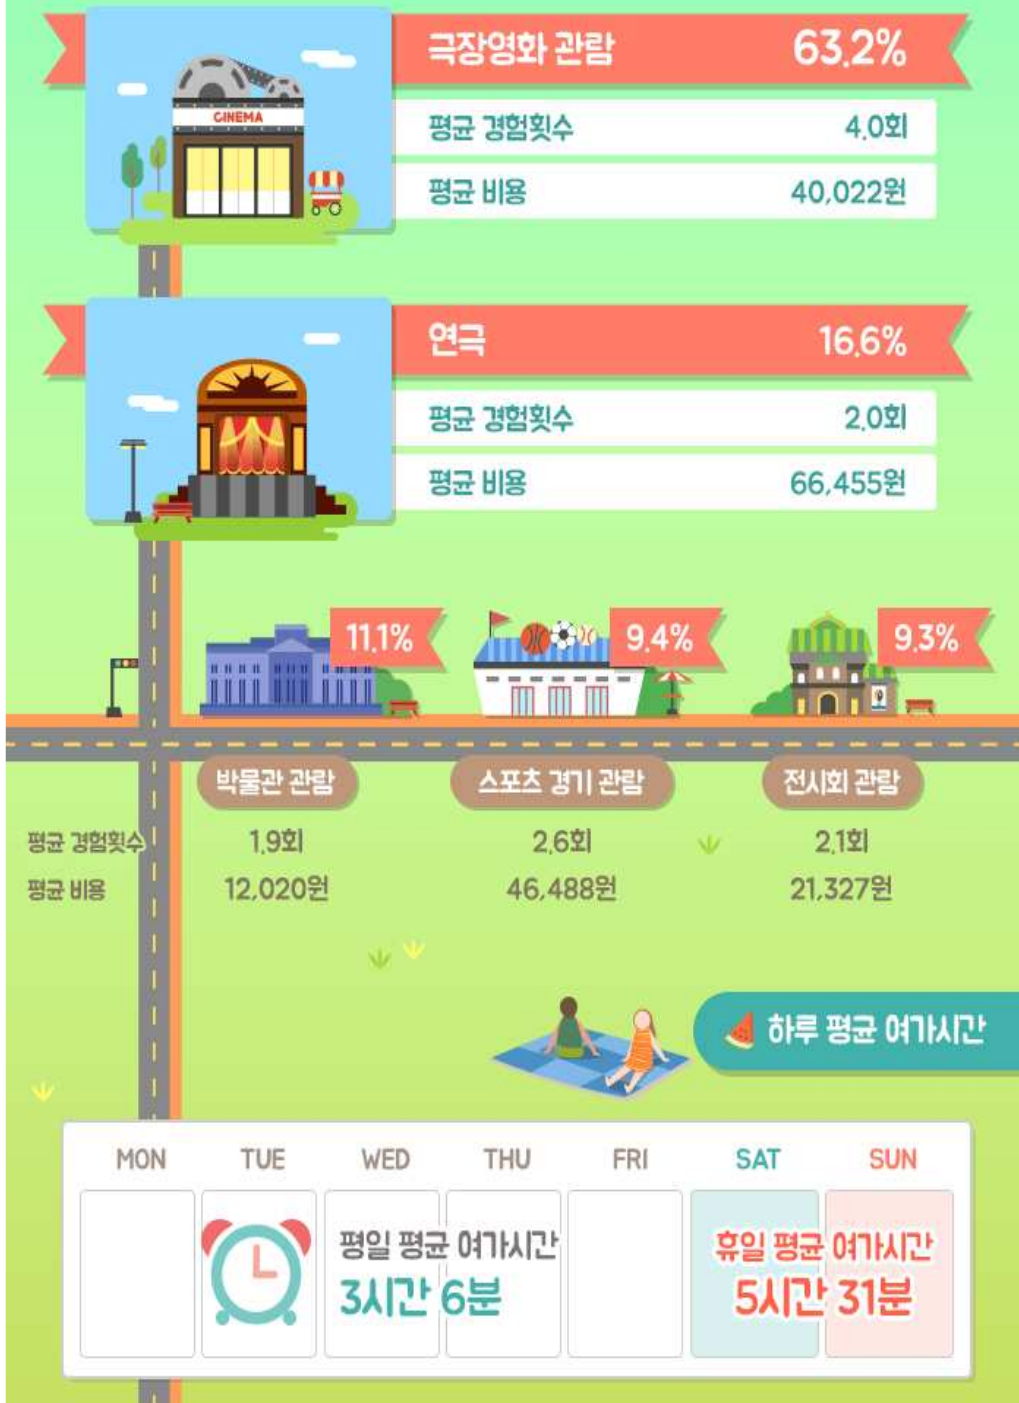 극장영화 관람 63.2%
CINEMA
평균 경험횟수 4.0회
평균 비용 40,022원
연극 16.6%
평균 경험횟수 2.0회
평균 비용 66,455원
11.1% 9.4% 9.3%
박물관 관람 스포츠 경기 관람 전시회 관람
평균 경험횟수 1.9회 2.6회 2.1회
평균 비용 12,020원 46,488원 21,327원
하루 평균 여가시간
MON TUE WED THU FRI SAT SUN
평일 평균 여가시간 휴일 평균 여가시간
3시간 6분 5시간 31분